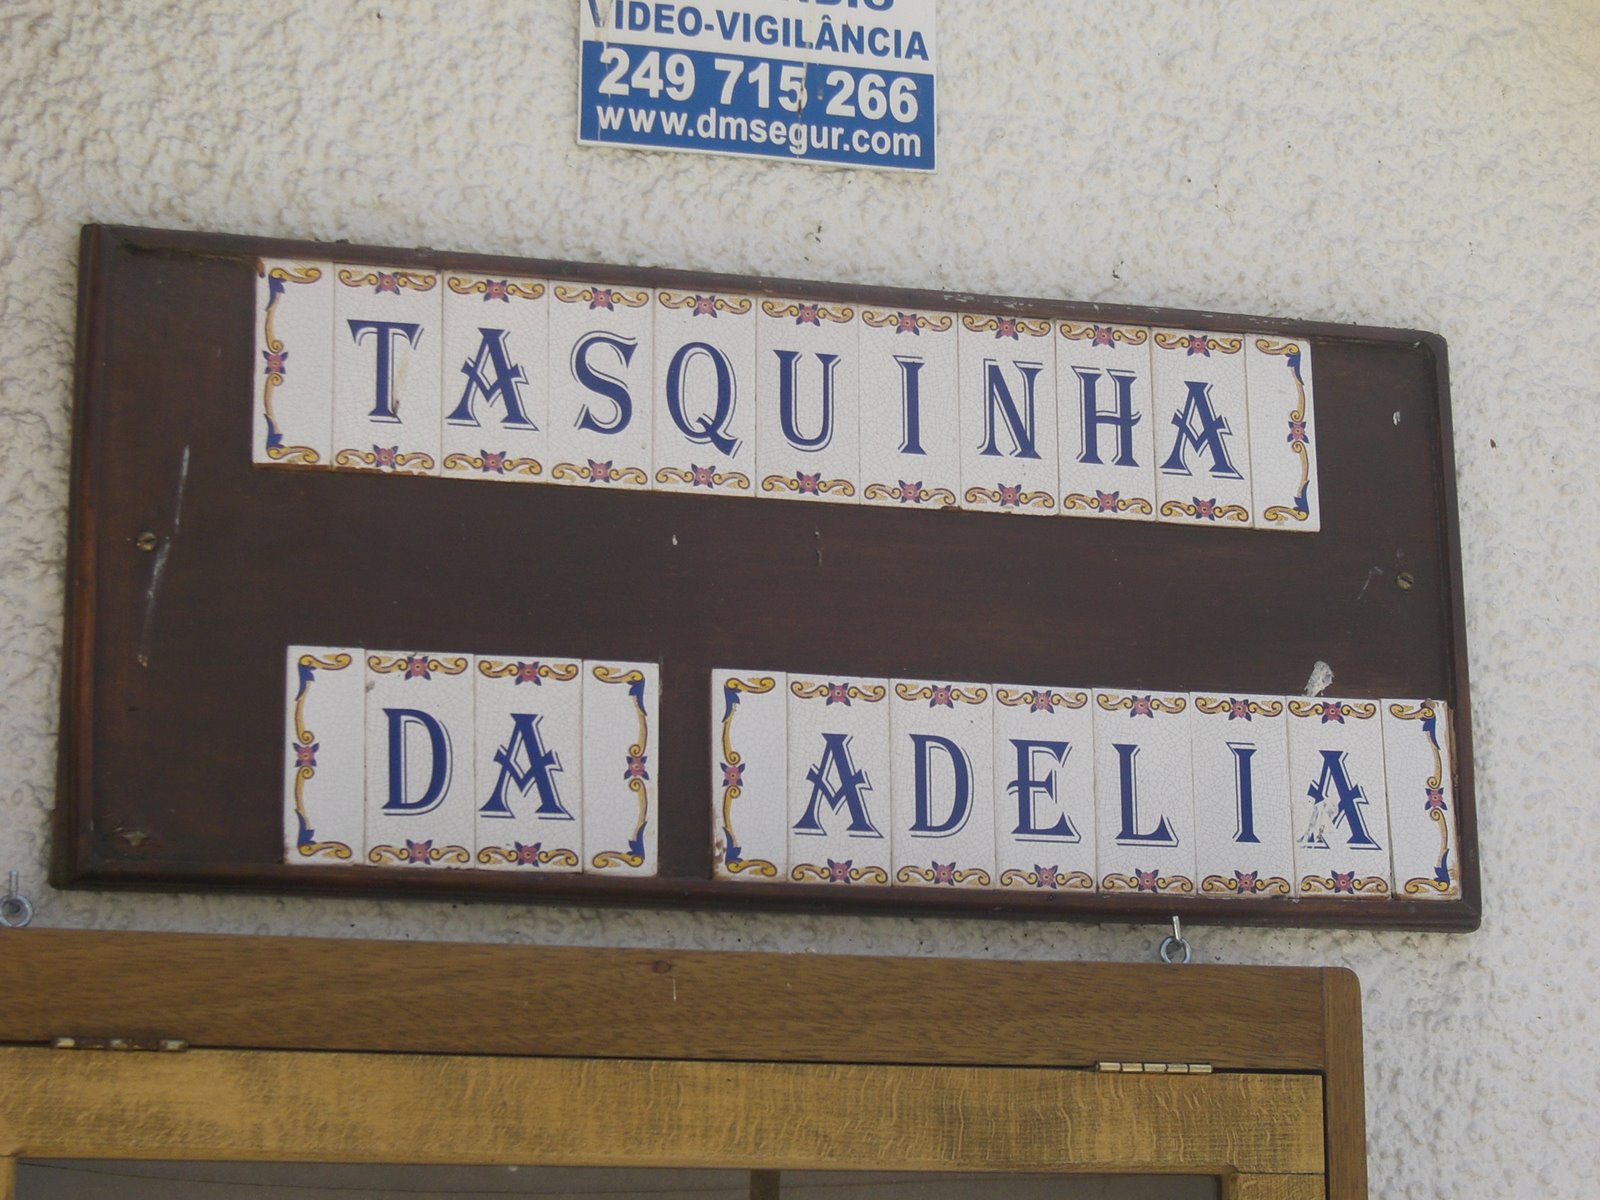 VIDEO-VIGILÂNCIA
249 715 266
www.dmsegur.com
TASQUINHA
DA ADELIA